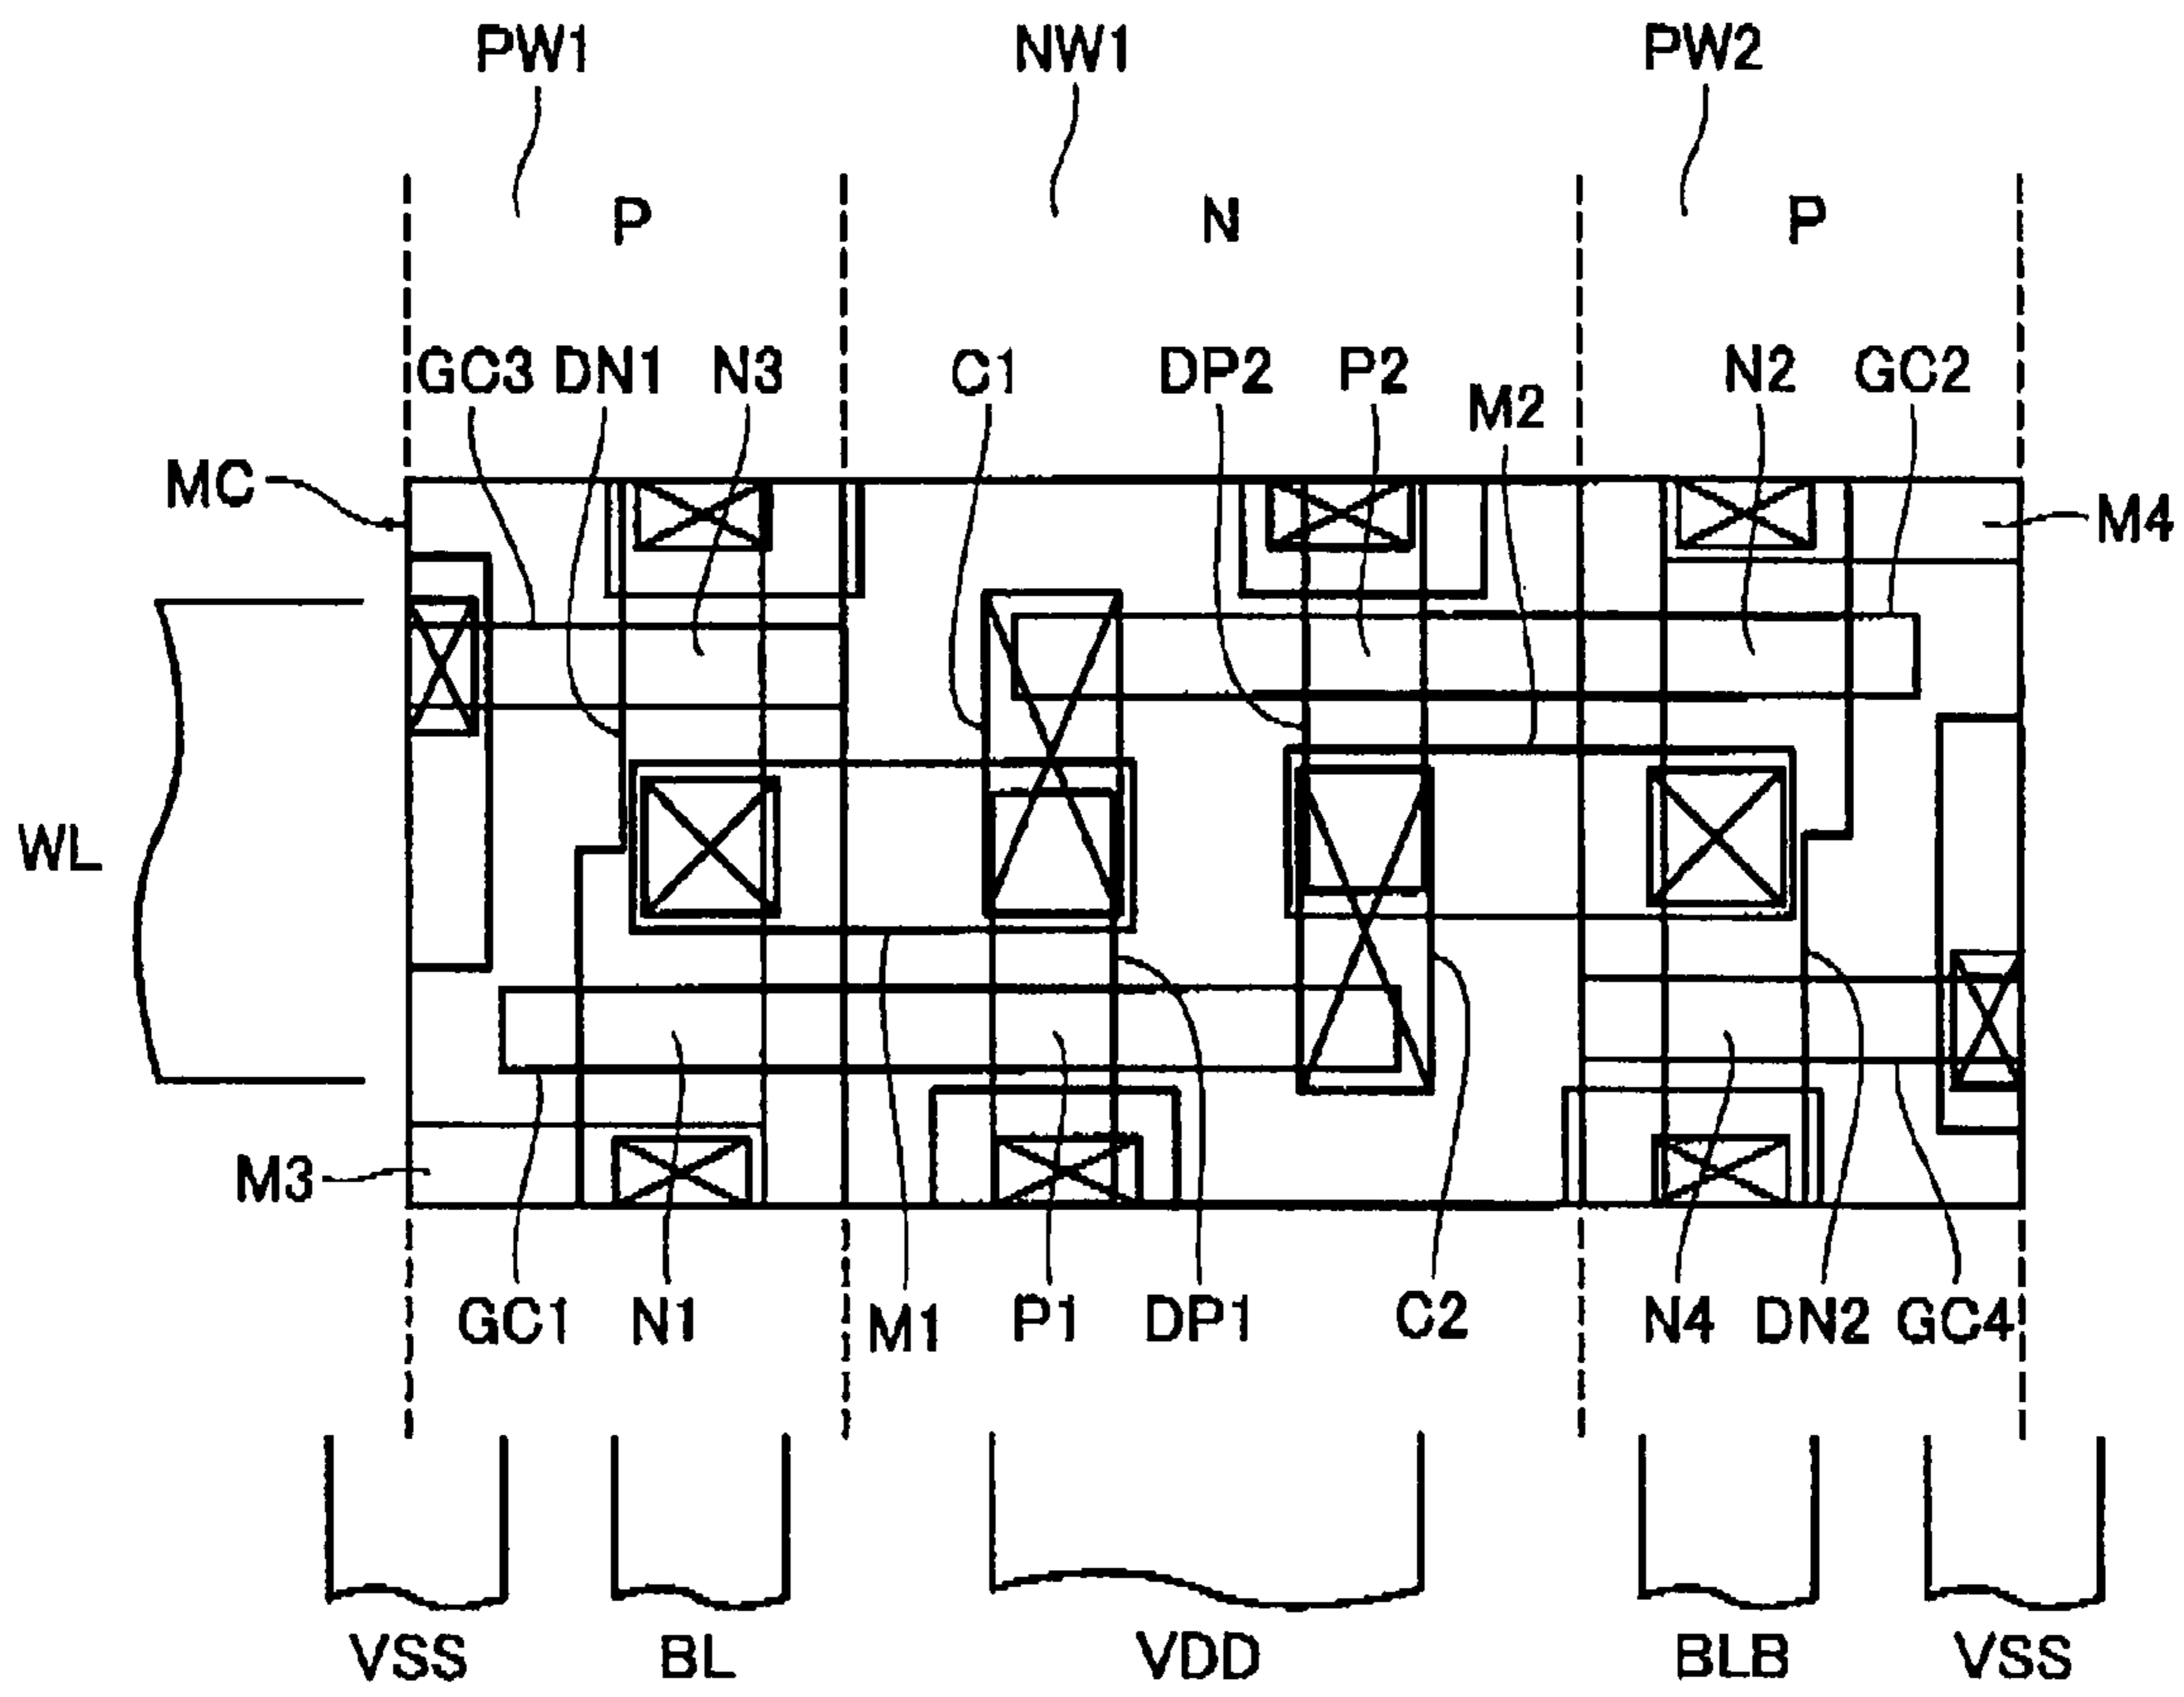 PW1 NW1 PW2
P N P
GC3 DN1 N3 C1 DP2 P2 M2 N2 GC2
MC M4
WL
M3
GC1 N1 M1 P1 DP1 C2 N4 DN2 GC4
VSS BL VDD BLB VSS